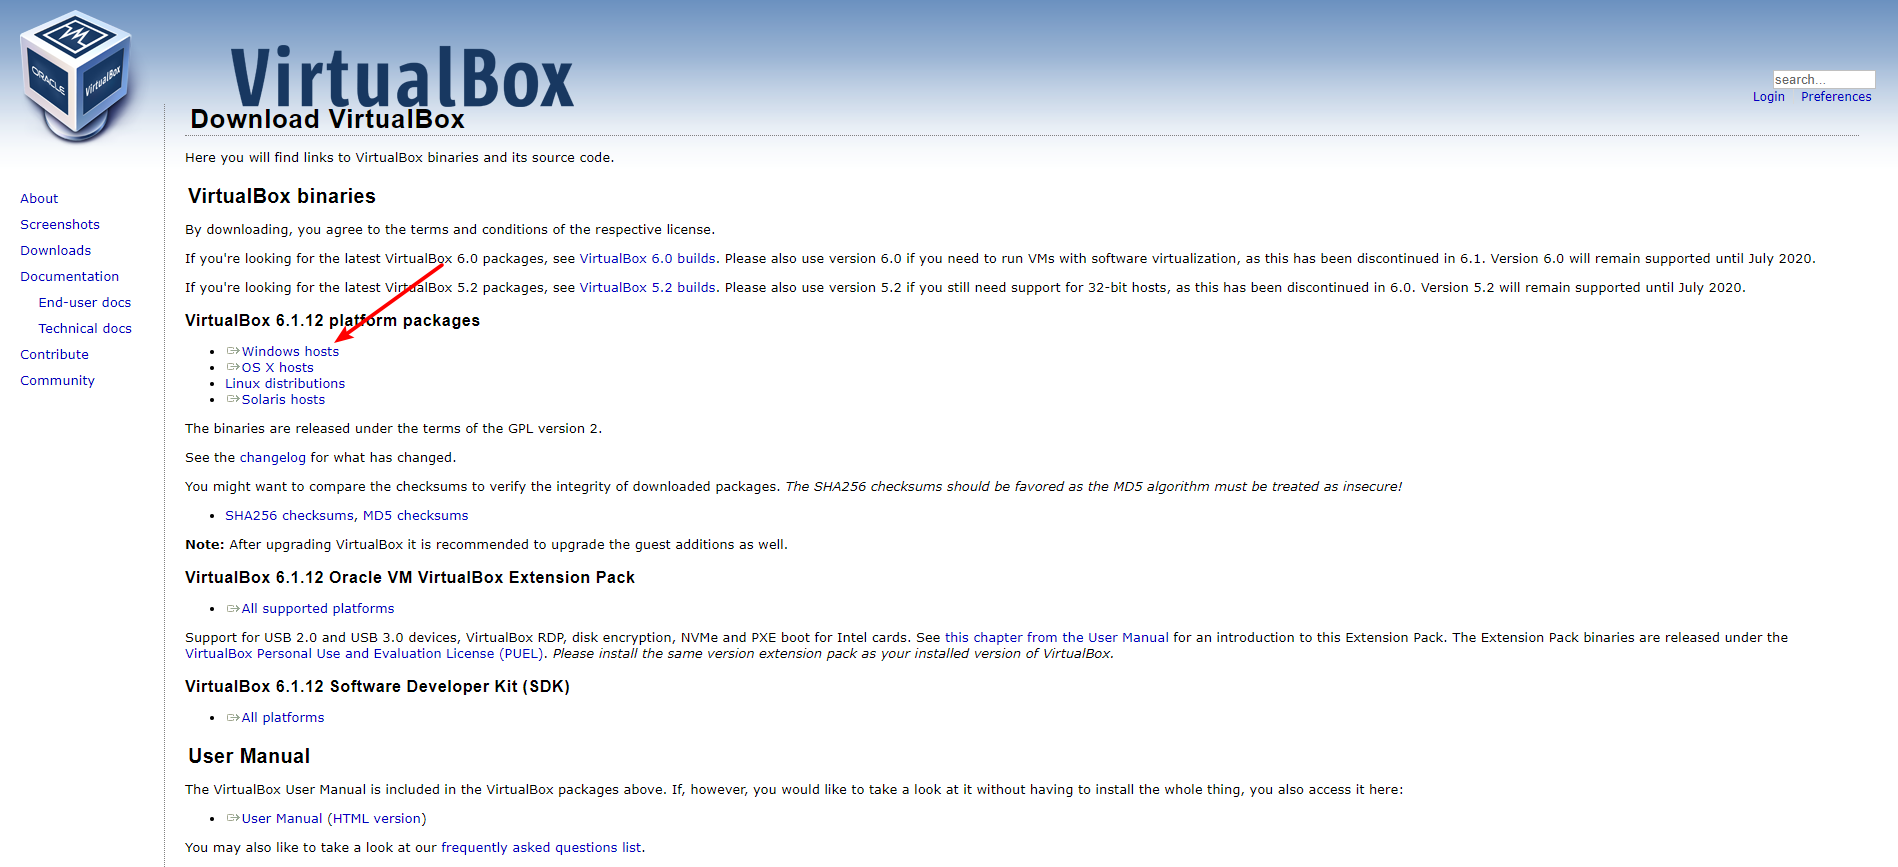 ORACLE
VirtualBox
VirtualBox
search...
Login Preferences
Download VirtualBox
Here you will find links to VirtualBox binaries and its source code.
About
Screenshots
Downloads
Documentation
End-user docs
Technical docs
Contribute
Community
VirtualBox binaries
By downloading, you agree to the terms and conditions of the respective license.
If you're looking for the latest VirtualBox 6.0 packages, see VirtualBox 6.0 builds. Please also use version 6.0 if you need to run VMs with software virtualization, as this has been discontinued in 6.1. Version 6.0 will remain supported until July 2020.
If you're looking for the latest VirtualBox 5.2 packages, see VirtualBox 5.2 builds. Please also use version 5.2 if you still need support for 32-bit hosts, as this has been discontinued in 6.0. Version 5.2 will remain supported until July 2020.
VirtualBox 6.1.12 platform packages
• Windows hosts
• OS X hosts
• Linux distributions
• Solaris hosts
The binaries are released under the terms of the GPL version 2.
See the changelog for what has changed.
You might want to compare the checksums to verify the integrity of downloaded packages. The SHA256 checksums should be favored as the MD5 algorithm must be treated as insecure!
• SHA256 checksums, MD5 checksums
Note: After upgrading VirtualBox it is recommended to upgrade the guest additions as well.
VirtualBox 6.1.12 Oracle VM VirtualBox Extension Pack
• All supported platforms
Support for USB 2.0 and USB 3.0 devices, VirtualBox RDP, disk encryption, NVMe and PXE boot for Intel cards. See this chapter from the User Manual for an introduction to this Extension Pack. The Extension Pack binaries are released under the
VirtualBox Personal Use and Evaluation License (PUEL). Please install the same version extension pack as your installed version of VirtualBox.
VirtualBox 6.1.12 Software Developer Kit (SDK)
• All platforms
User Manual
The VirtualBox User Manual is included in the VirtualBox packages above. If, however, you would like to take a look at it without having to install the whole thing, you also access it here:
• User Manual (HTML version)
You may also like to take a look at our frequently asked questions list.